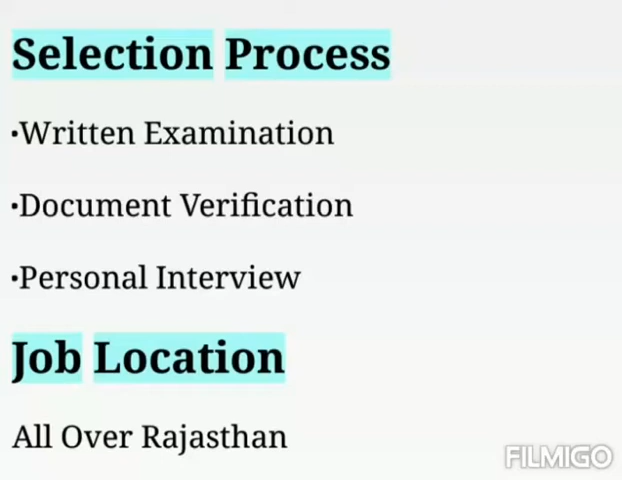 Selection Process
•Written Examination
•Document Verification
•Personal Interview
Job Location
All Over Rajasthan
FILMIGO